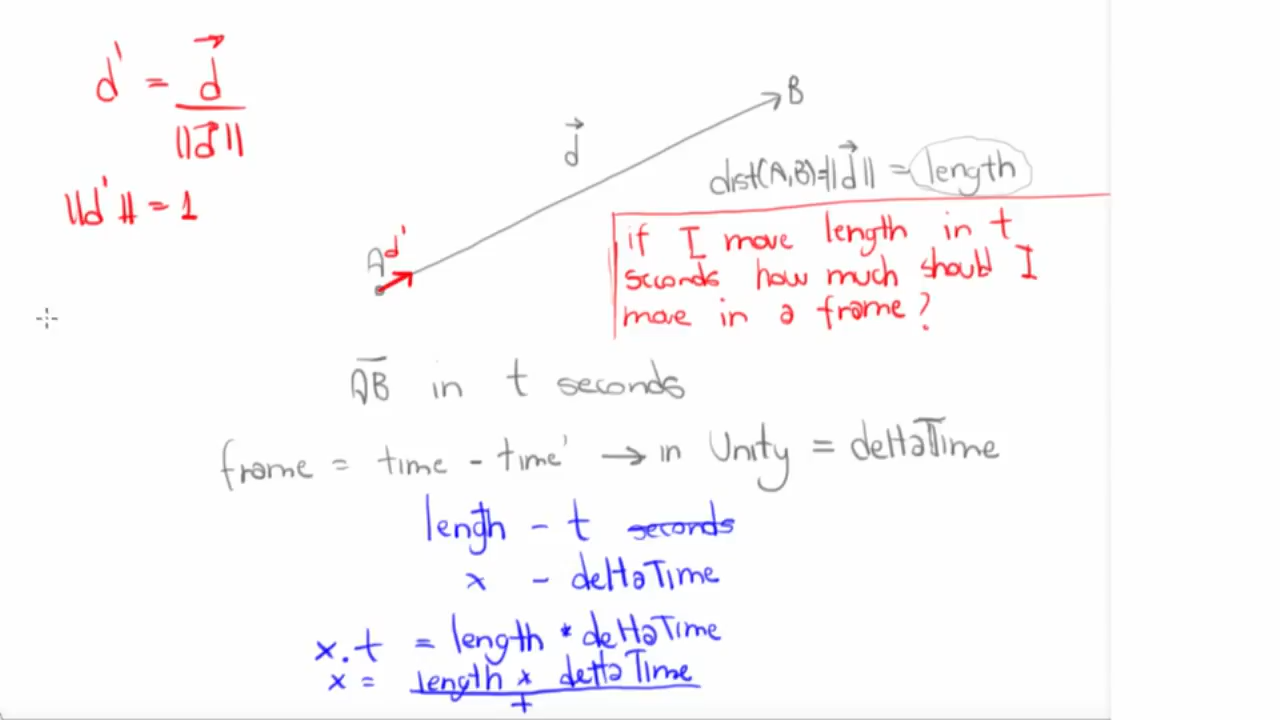 d' = d⃗
||d⃗||
||d'|| = 1
d⃗
B
dist(A,B)=||d⃗|| = length
A d'
if I move length in t
seconds how much should I
move in a frame?
A̅B̅ in t seconds
frame = time - time' → in Unity = deltaTime
length - t seconds
x - deltaTime
x.t = length * deltaTime
x = length * deltaTime
t